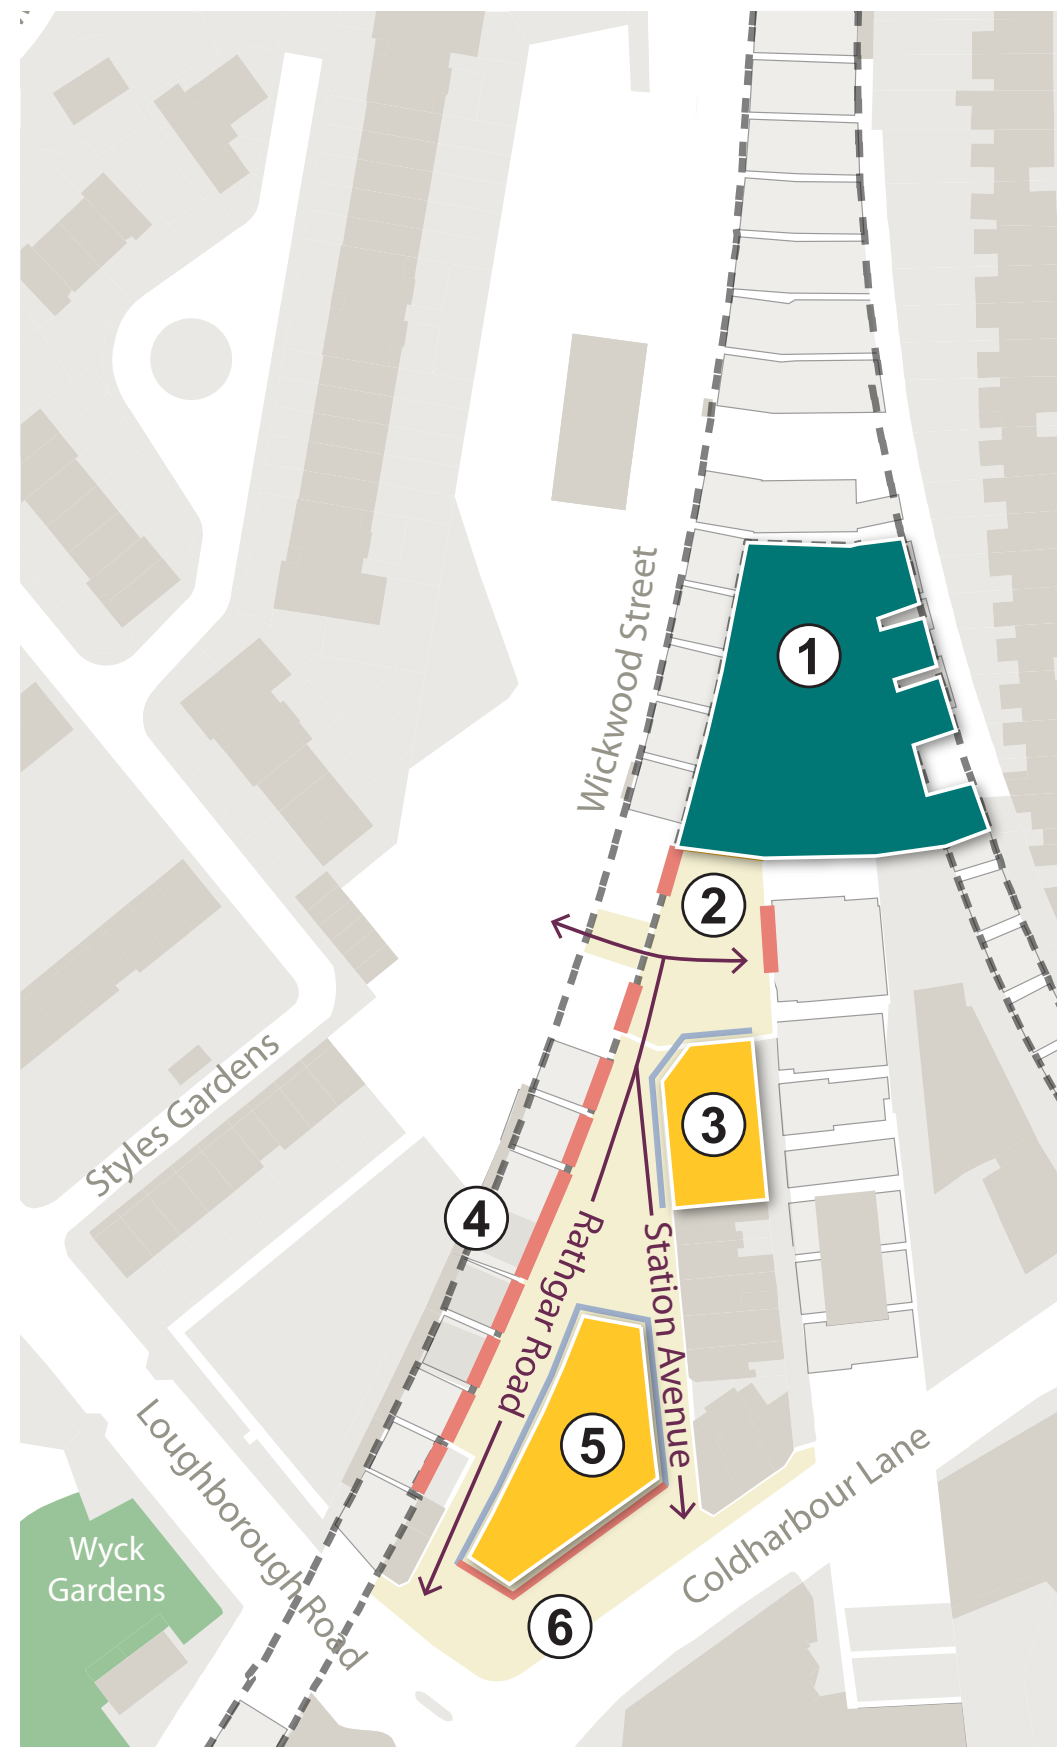 Wickwood Street
1
2
3
Styles Gardens
4
Rathgar Road
Station Avenue
5
Loughborough Road
Coldharbour Lane
Wyck
Gardens
6